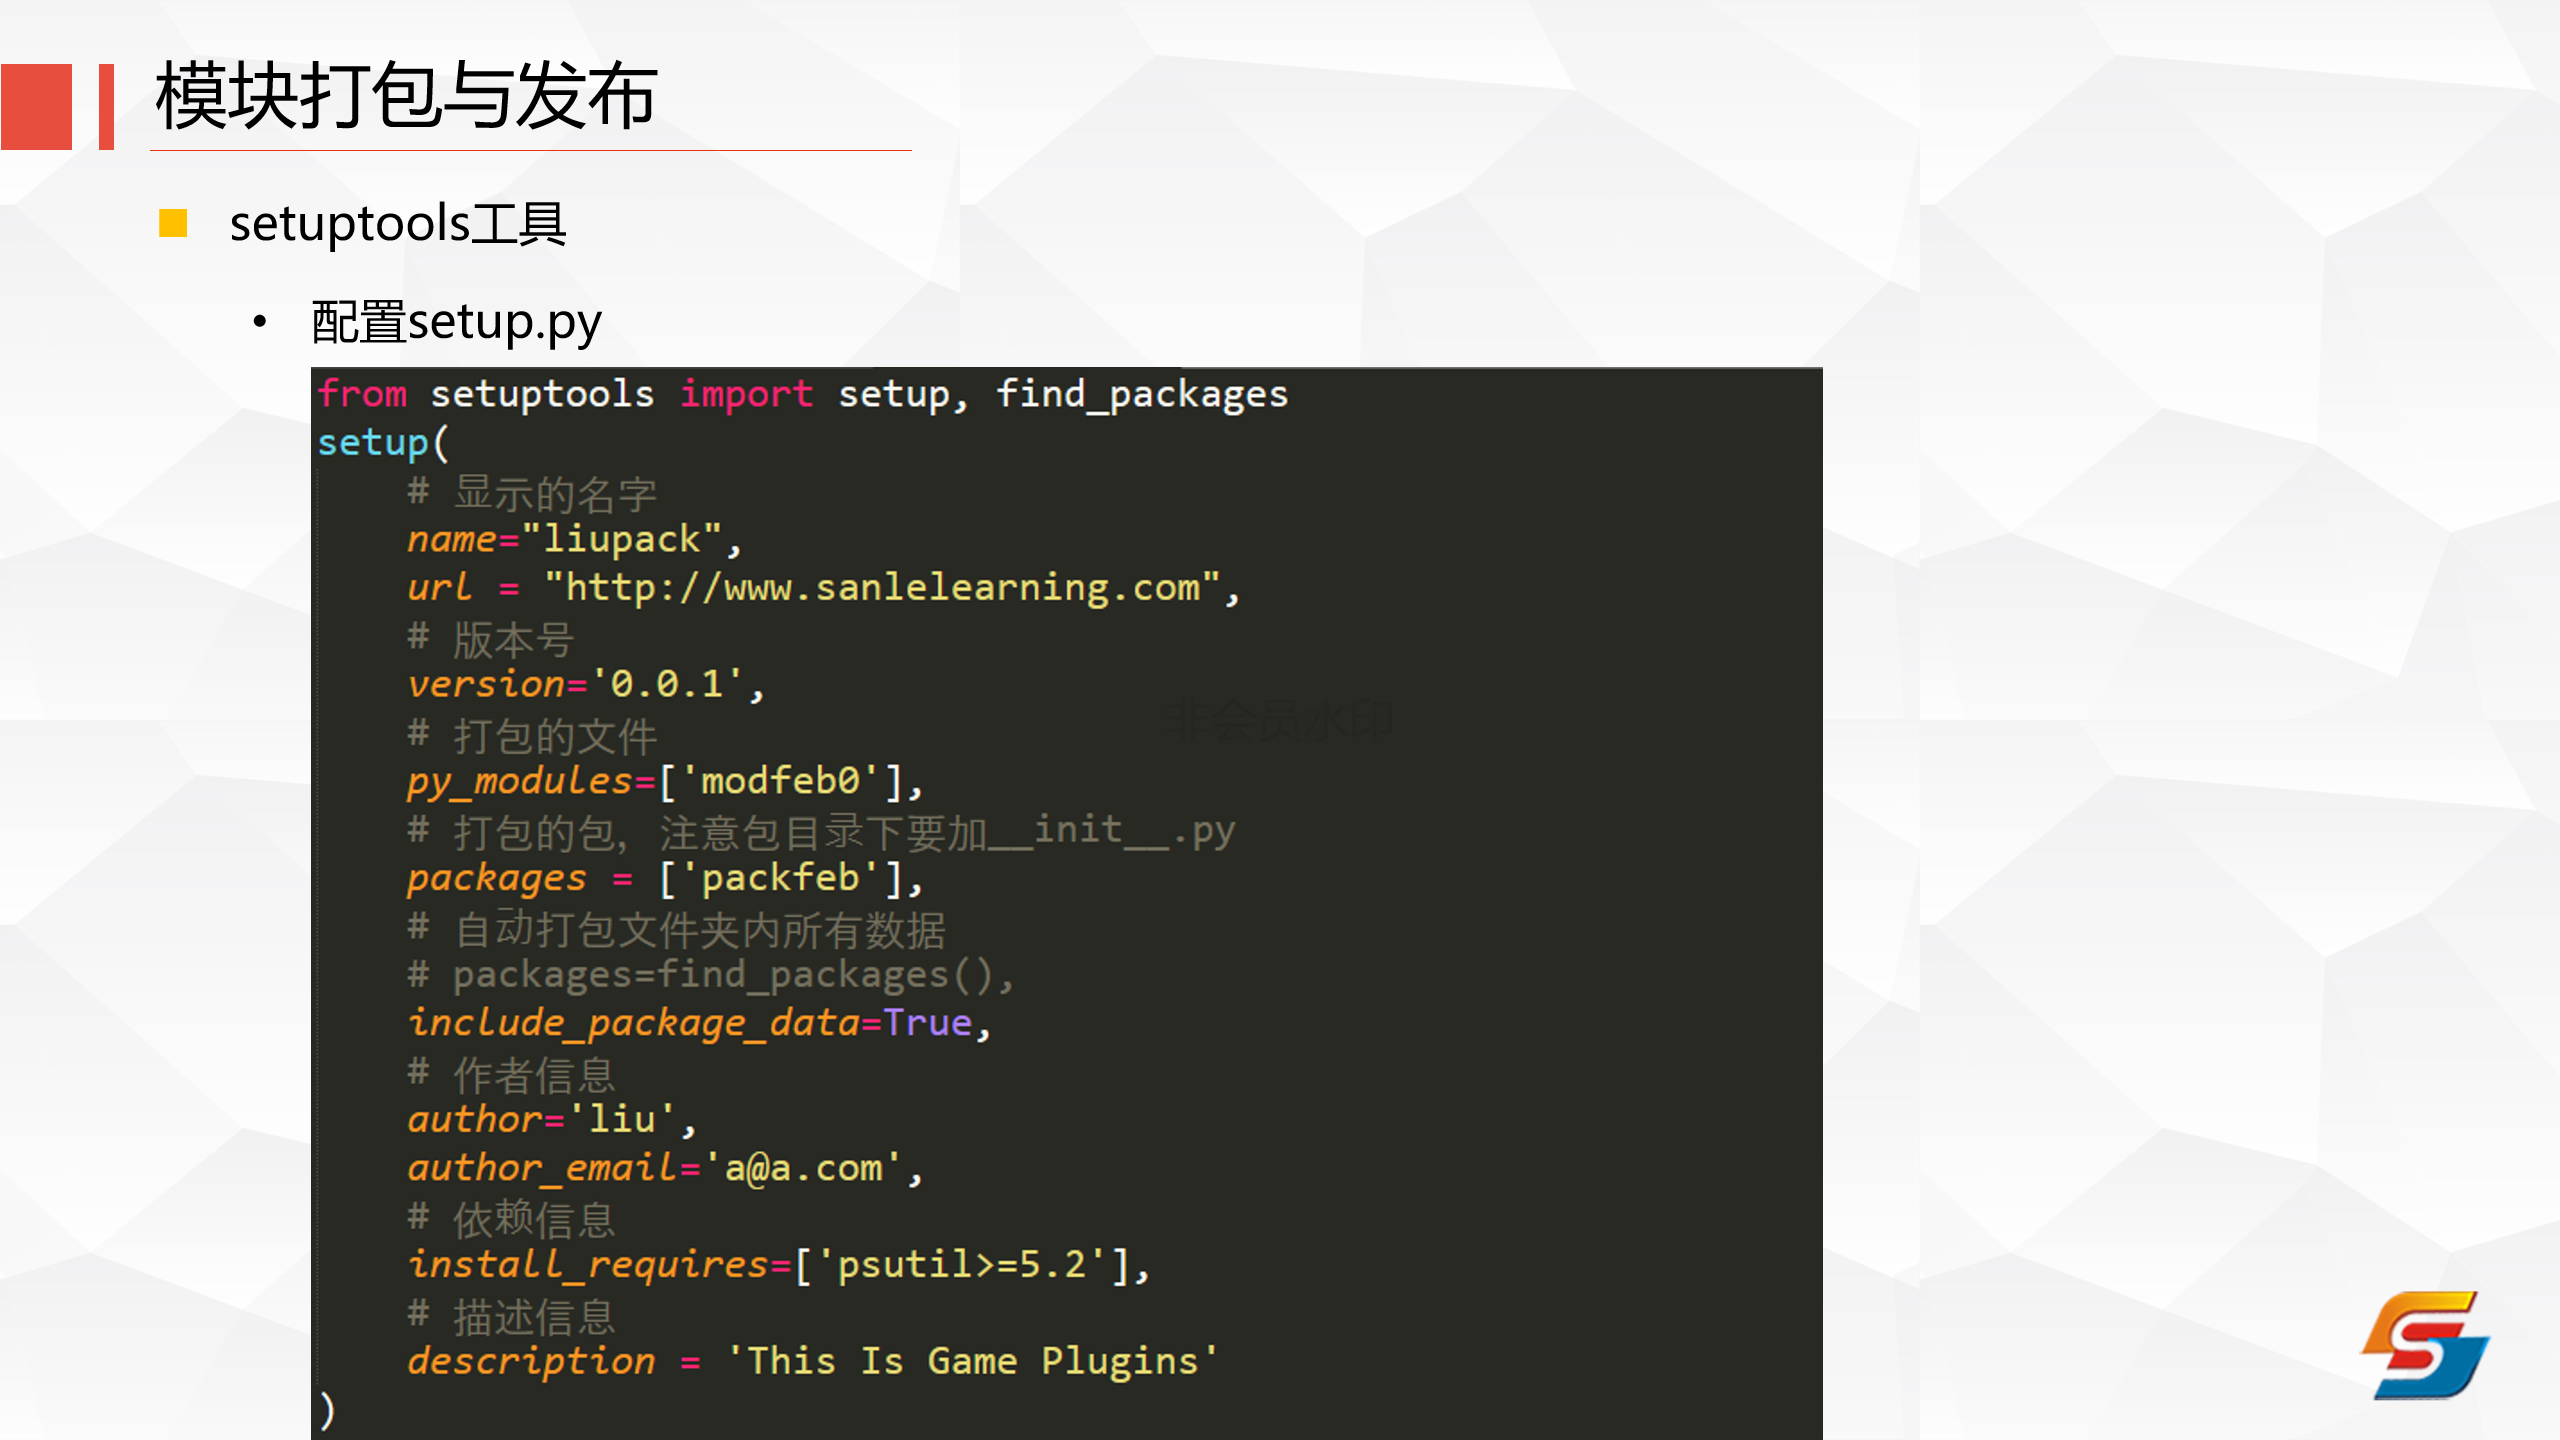 模块打包与发布
setuptools工具
• 配置setup.py
from setuptools import setup, find_packages
setup(
    # 显示的名字
    name="liupack",
    url = "http://www.sanlelearning.com",
    # 版本号
    version='0.0.1',
    # 打包的文件
    py_modules=['modfeb0'],
    # 打包的包，注意包目录下要加__init__.py
    packages = ['packfeb'],
    # 自动打包文件夹内所有数据
    # packages=find_packages(),
    include_package_data=True,
    # 作者信息
    author='liu',
    author_email='a@a.com',
    # 依赖信息
    install_requires=['psutil>=5.2'],
    # 描述信息
    description = 'This Is Game Plugins'
)
非会员水印